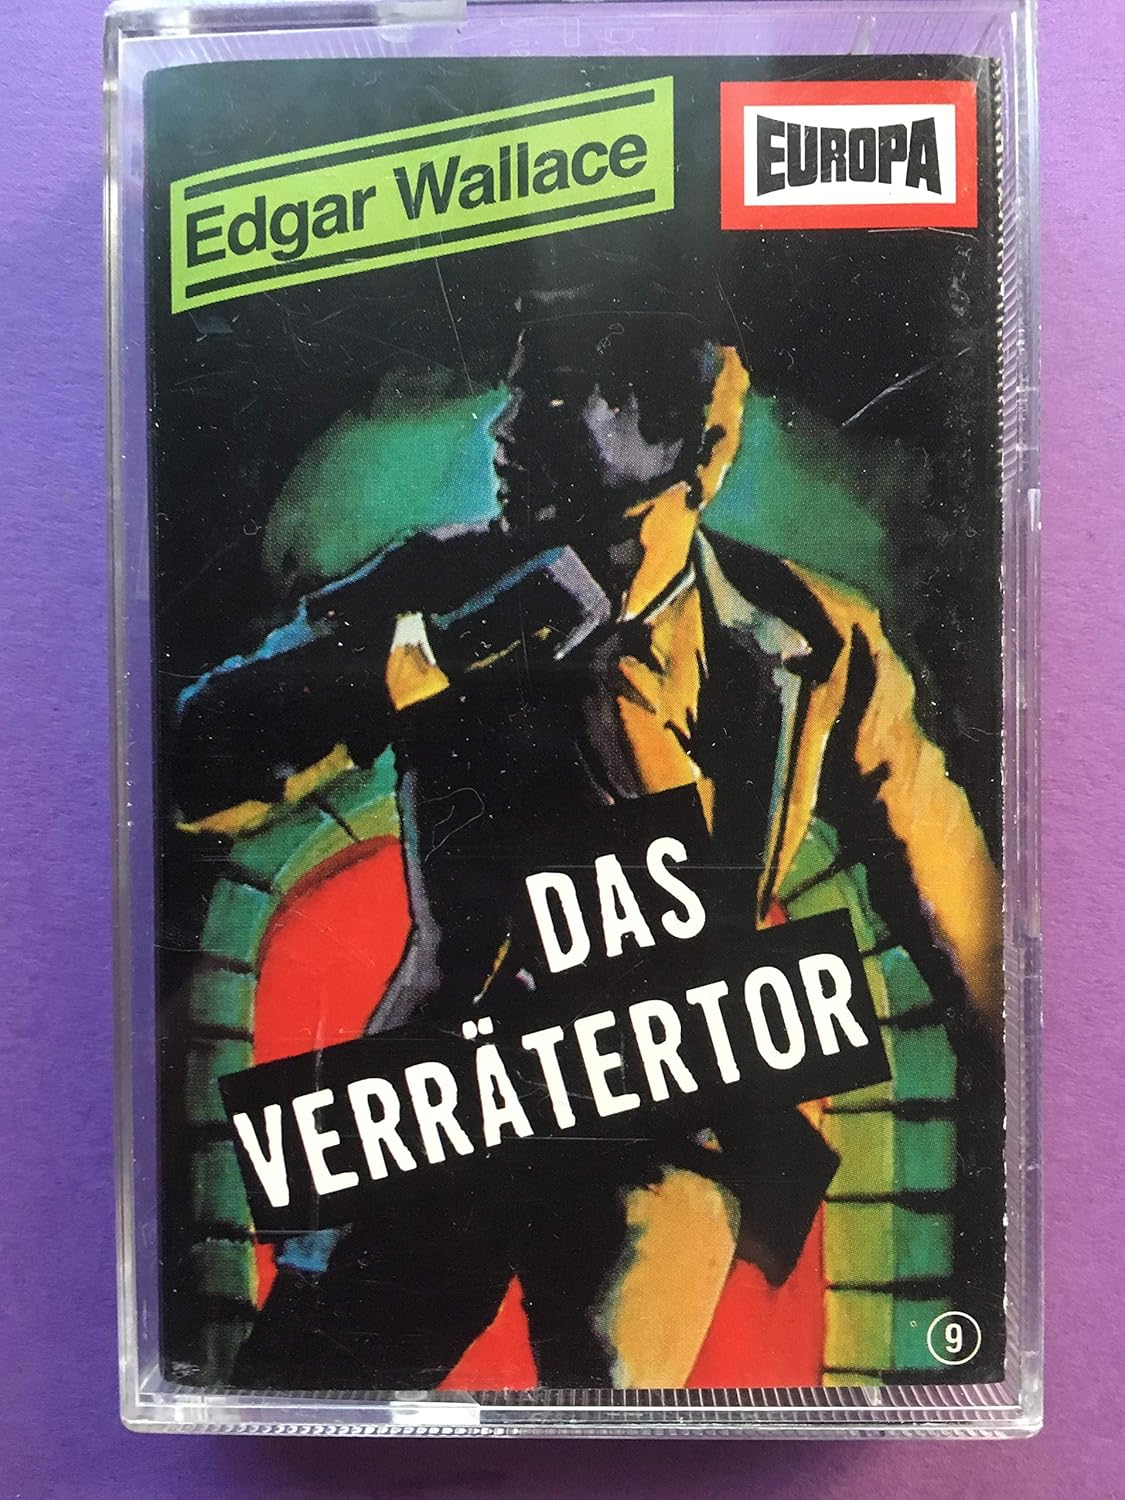 Edgar Wallace
EUROPA
DAS
VERRÄTERTOR
9